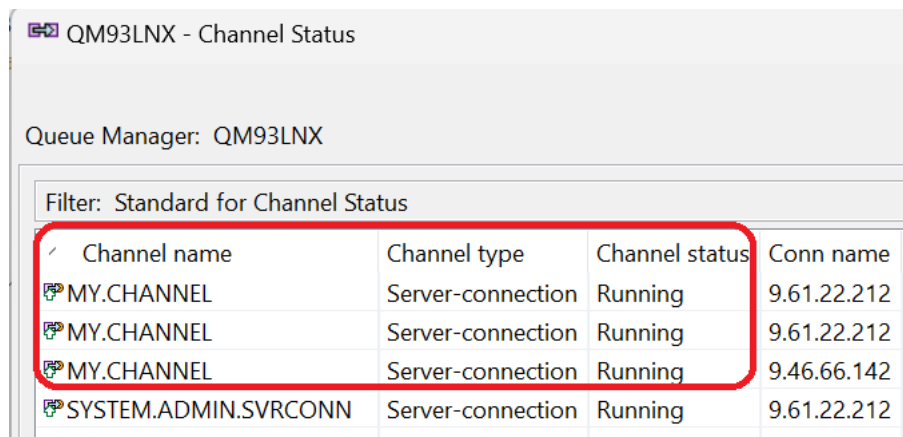 QM93LNX - Channel Status
Queue Manager: QM93LNX
Filter: Standard for Channel Status
Channel name Channel type Channel status Conn name
MY.CHANNEL Server-connection Running 9.61.22.212
MY.CHANNEL Server-connection Running 9.61.22.212
MY.CHANNEL Server-connection Running 9.46.66.142
SYSTEM.ADMIN.SVRCONN Server-connection Running 9.61.22.212